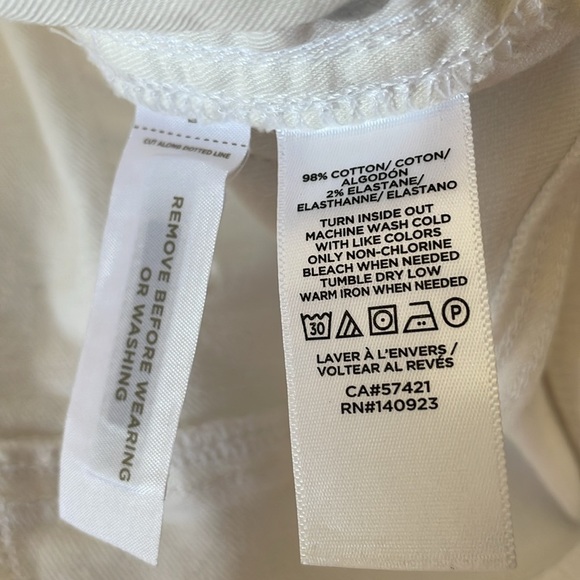 CUT ALONG DOTTED LINE
REMOVE BEFORE WEARING
OR WASHING
98% COTTON/ COTON/
ALGODÓN
2% ELASTANE/
ELASTHANNE/ ELASTANO
TURN INSIDE OUT
MACHINE WASH COLD
WITH LIKE COLORS
ONLY NON-CHLORINE
BLEACH WHEN NEEDED
TUMBLE DRY LOW
WARM IRON WHEN NEEDED
30 P
LAVER À L'ENVERS/
VOLTEAR AL REVÉS
CA#57421
RN#140923